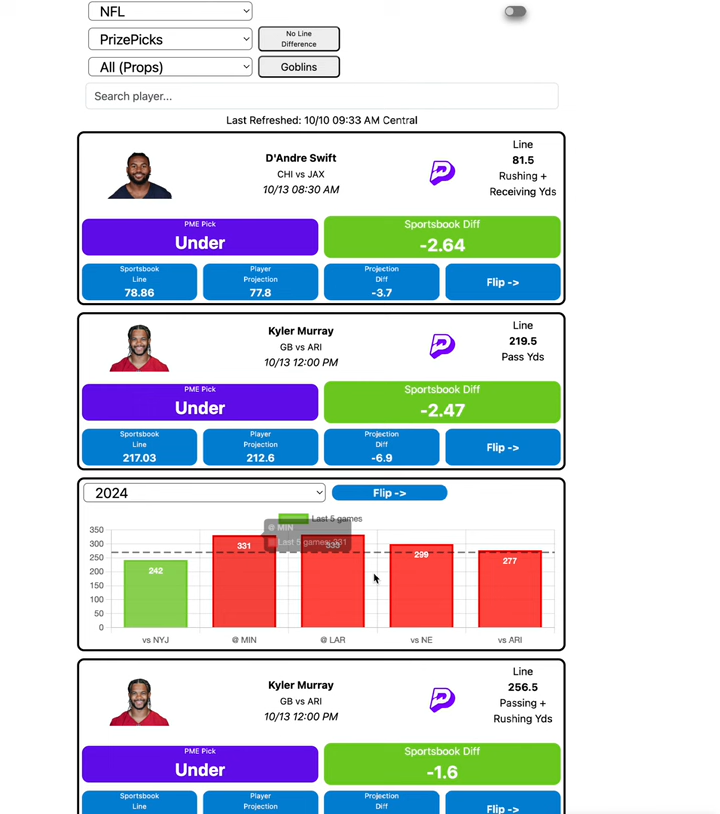 NFL
PrizePicks
No Line
Difference
All (Props)
Goblins
Search player...
Last Refreshed: 10/10 09:33 AM Central
D'Andre Swift
CHI vs JAX
10/13 08:30 AM
Line
81.5
Rushing +
Receiving Yds
PME Pick
Under
Sportsbook Diff
-2.64
Sportsbook
Line
78.86
Player
Projection
77.8
Projection
Diff
-3.7
Flip ->
Kyler Murray
GB vs ARI
10/13 12:00 PM
Line
219.5
Pass Yds
PME Pick
Under
Sportsbook Diff
-2.47
Sportsbook
Line
217.03
Player
Projection
212.6
Projection
Diff
-6.9
Flip ->
2024
Flip ->
Last 5 games
@ MIN
Last 5 games: 331
350
300
250
200
150
100
50
0
242
331
333
299
277
vs NYJ
@ MIN
@ LAR
vs NE
vs ARI
Kyler Murray
GB vs ARI
10/13 12:00 PM
Line
256.5
Passing +
Rushing Yds
PME Pick
Under
Sportsbook Diff
-1.6
Sportsbook
Line
Player
Projection
Projection
Diff
Flip ->